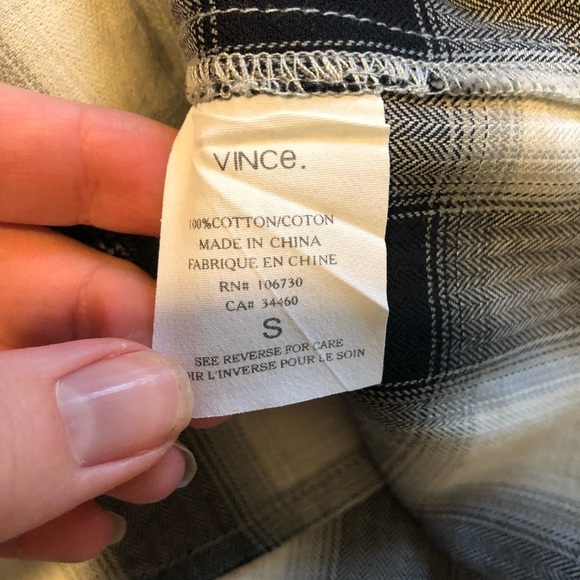 VINCe.
100%COTTON/COTON
MADE IN CHINA
FABRIQUE EN CHINE
RN# 106730
CA# 34460
S
SEE REVERSE FOR CARE
L'INVERSE POUR LE SOIN